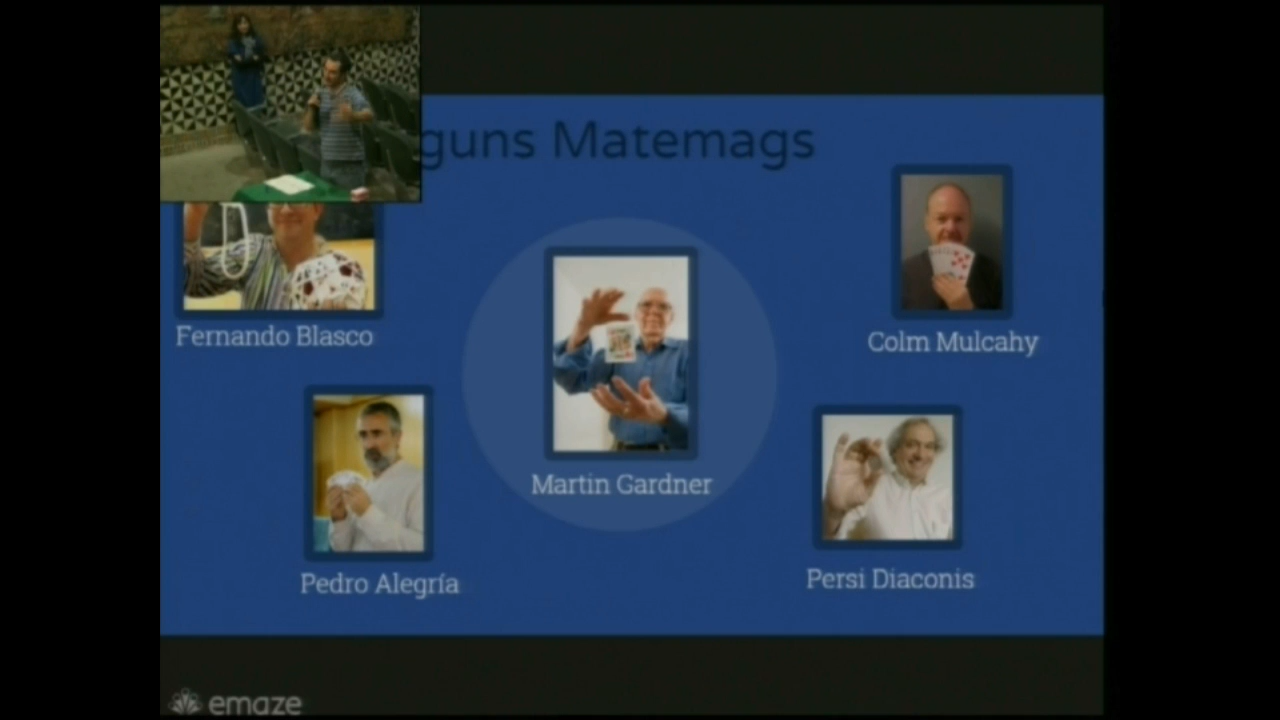 guns Matemags
Fernando Blasco
Colm Mulcahy
Martin Gardner
Pedro Alegría
Persi Diaconis
emaze